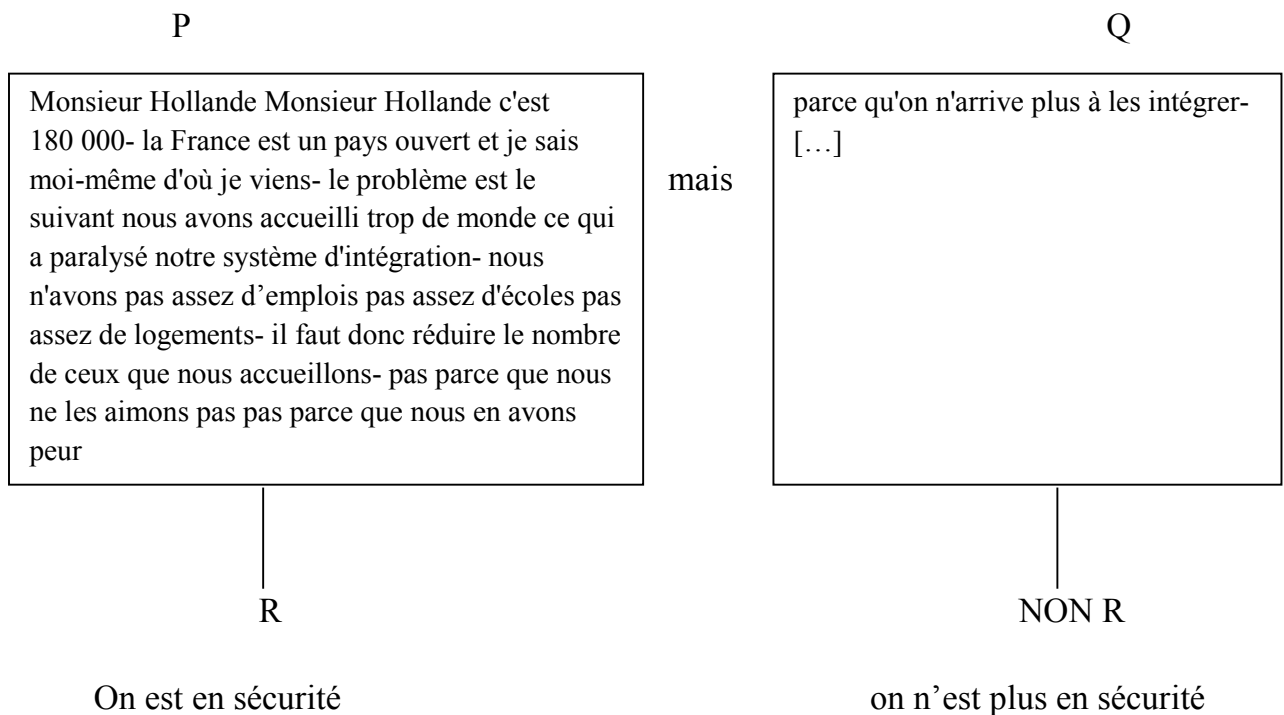 P
Q
Monsieur Hollande Monsieur Hollande c'est
180 000- la France est un pays ouvert et je sais
moi-même d'où je viens- le problème est le
suivant nous avons accueilli trop de monde ce qui
a paralysé notre système d'intégration- nous
n'avons pas assez d’emplois pas assez d'écoles pas
assez de logements- il faut donc réduire le nombre
de ceux que nous accueillons- pas parce que nous
ne les aimons pas pas parce que nous en avons
peur
mais
parce qu'on n'arrive plus à les intégrer-
[…]
R
NON R
On est en sécurité
on n’est plus en sécurité